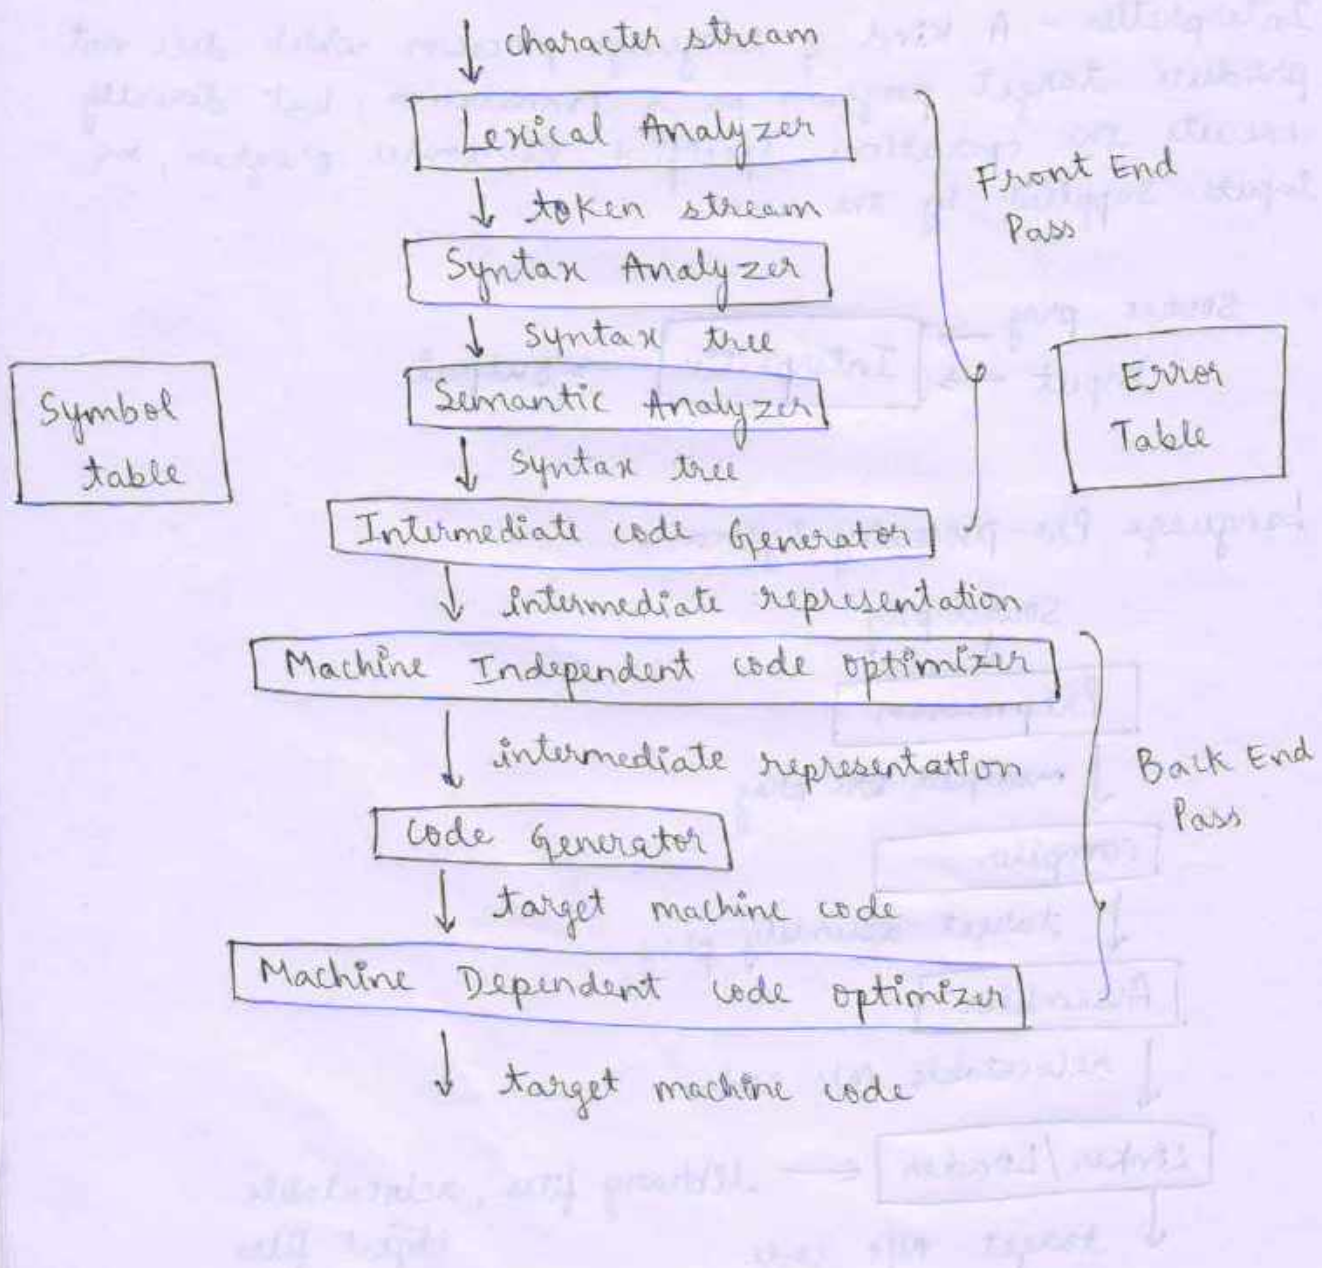 character stream
Lexical Analyzer
token stream
Front End
Pass
Syntax Analyzer
Syntax tree
Symbol
table
Semantic Analyzer
Error
Table
Syntax tree
Intermediate code Generator
intermediate representation
Machine Independent code optimizer
intermediate representation
Back End
Pass
Code Generator
target machine code
Machine Dependent code optimizer
target machine code